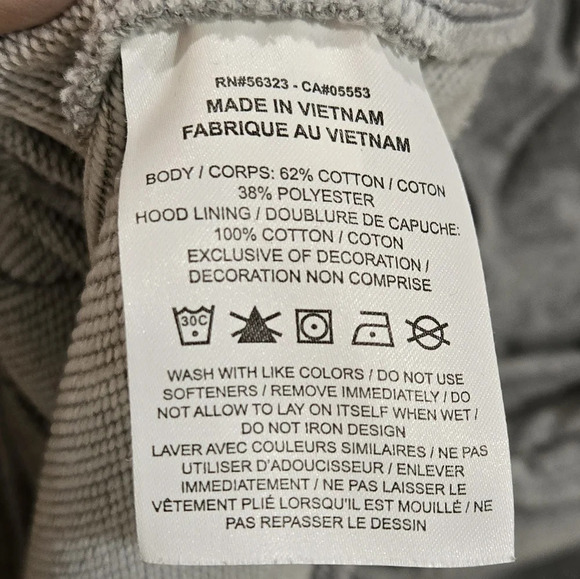 RN#56323 - CA#05553
MADE IN VIETNAM
FABRIQUE AU VIETNAM
BODY / CORPS: 62% COTTON / COTON
38% POLYESTER
HOOD LINING / DOUBLURE DE CAPUCHE:
100% COTTON / COTON
EXCLUSIVE OF DECORATION /
DECORATION NON COMPRISE
30C
WASH WITH LIKE COLORS / DO NOT USE
SOFTENERS / REMOVE IMMEDIATELY / DO
NOT ALLOW TO LAY ON ITSELF WHEN WET /
DO NOT IRON DESIGN
LAVER AVEC COULEURS SIMILAIRES / NE PAS
UTILISER D'ADOUCISSEUR / ENLEVER
IMMEDIATEMENT / NE PAS LAISSER LE
VÊTEMENT PLIÉ LORSQU'IL EST MOUILLÉ / NE
PAS REPASSER LE DESSIN